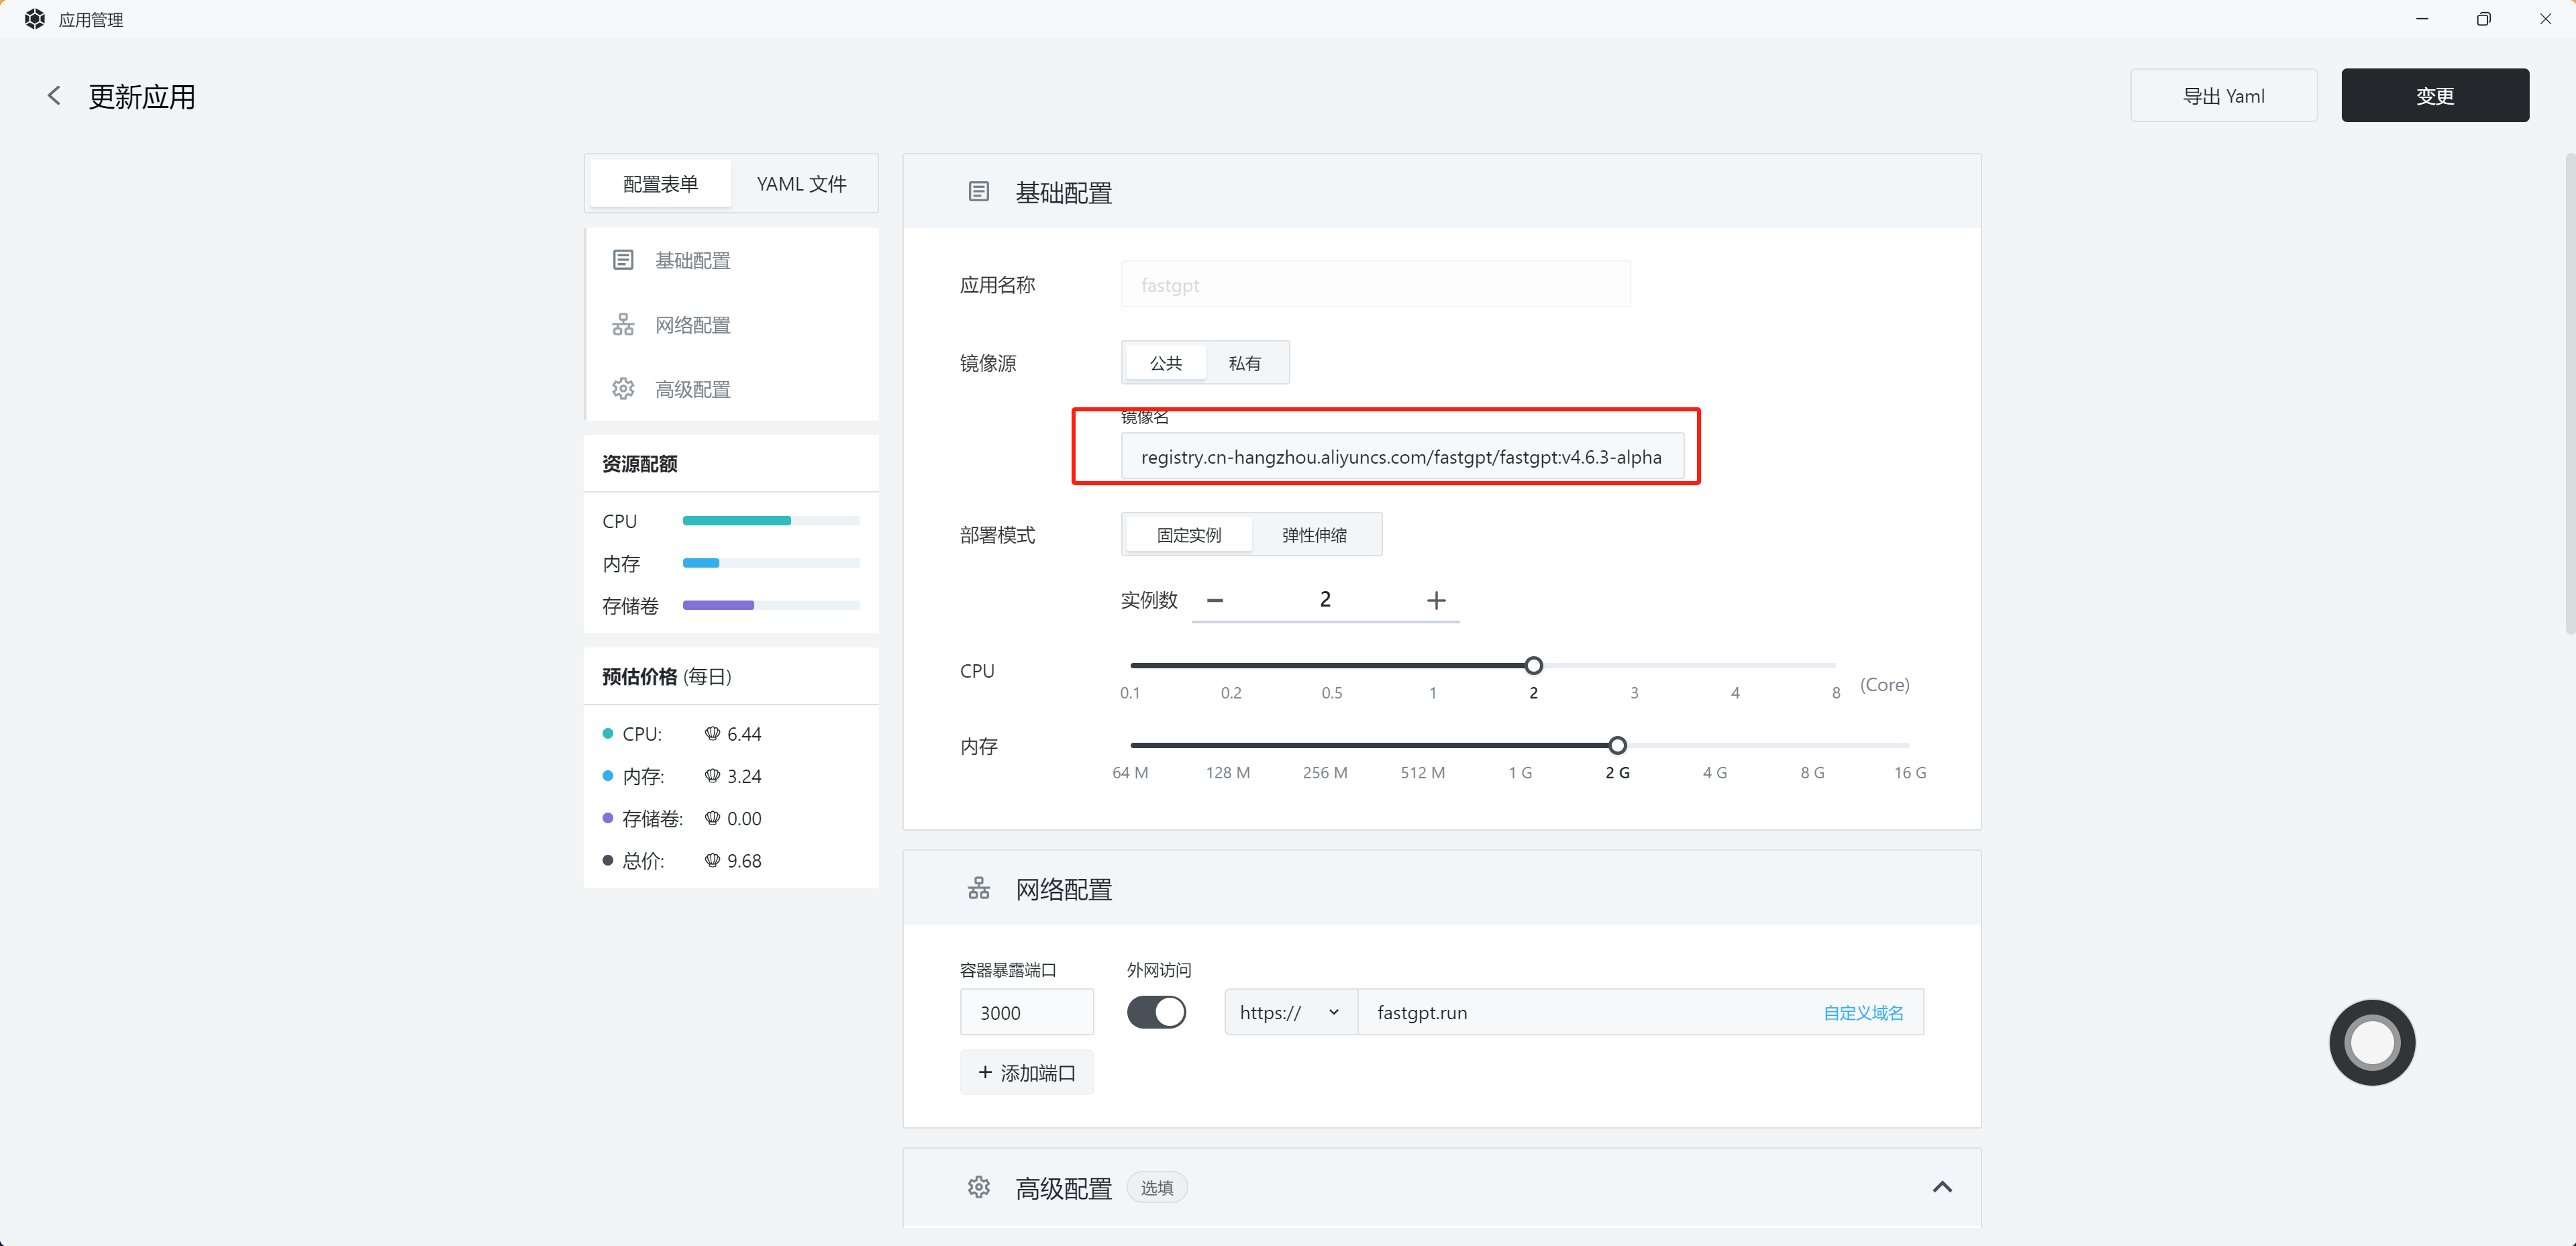 应用管理
更新应用
导出 Yaml
变更
配置表单
YAML 文件
基础配置
网络配置
高级配置
资源配额
CPU
内存
存储卷
预估价格 (每日)
CPU: 6.44
内存: 3.24
存储卷: 0.00
总价: 9.68
基础配置
应用名称
fastgpt
镜像源
公共
私有
镜像名
registry.cn-hangzhou.aliyuncs.com/fastgpt/fastgpt:v4.6.3-alpha
部署模式
固定实例
弹性伸缩
实例数
2
CPU
0.1 0.2 0.5 1 2 3 4 8 (Core)
内存
64 M 128 M 256 M 512 M 1 G 2 G 4 G 8 G 16 G
网络配置
容器暴露端口
外网访问
3000
https://
fastgpt.run
自定义域名
+ 添加端口
高级配置
选填